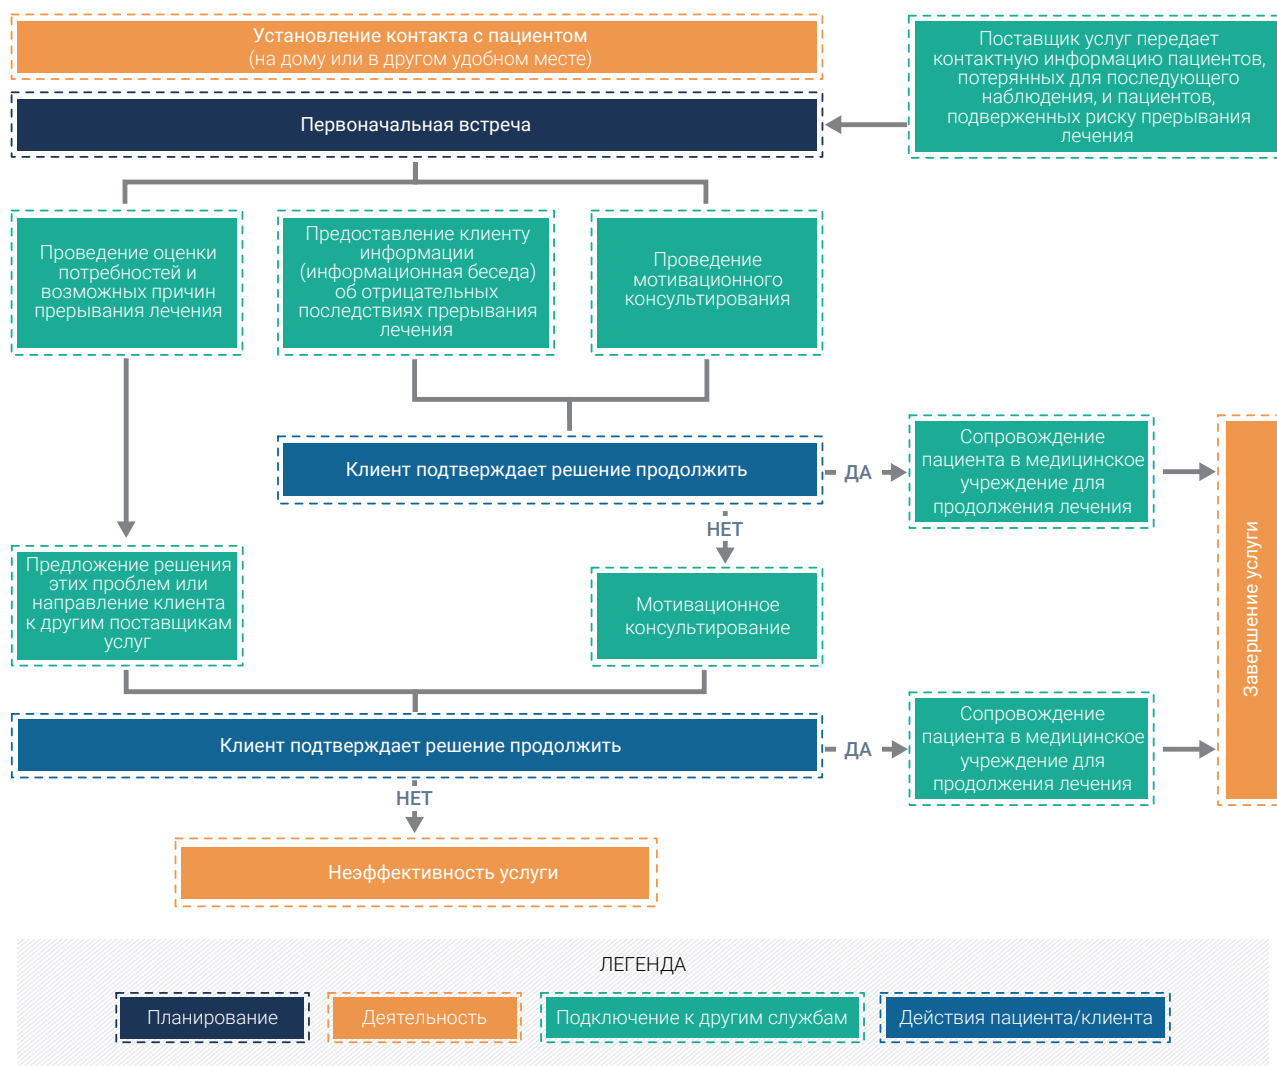 Установление контакта с пациентом
(на дому или в другом удобном месте)
Поставщик услуг передает
контактную информацию пациентов,
потерянных для последующего
наблюдения, и пациентов,
подверженных риску прерывания
лечения
Первоначальная встреча
Проведение оценки
потребностей и
возможных причин
прерывания лечения
Предоставление клиенту
информации
(информационная беседа)
об отрицательных
последствиях прерывания
лечения
Проведение
мотивационного
консультирования
Клиент подтверждает решение продолжить
ДА
Сопровождение
пациента в медицинское
учреждение для
продолжения лечения
Завершение услуги
НЕТ
Предложение решения
этих проблем или
направление клиента
к другим поставщикам
услуг
Мотивационное
консультирование
Клиент подтверждает решение продолжить
ДА
Сопровождение
пациента в медицинское
учреждение для
продолжения лечения
НЕТ
Неэффективность услуги
ЛЕГЕНДА
Планирование
Деятельность
Подключение к другим службам
Действия пациента/клиента